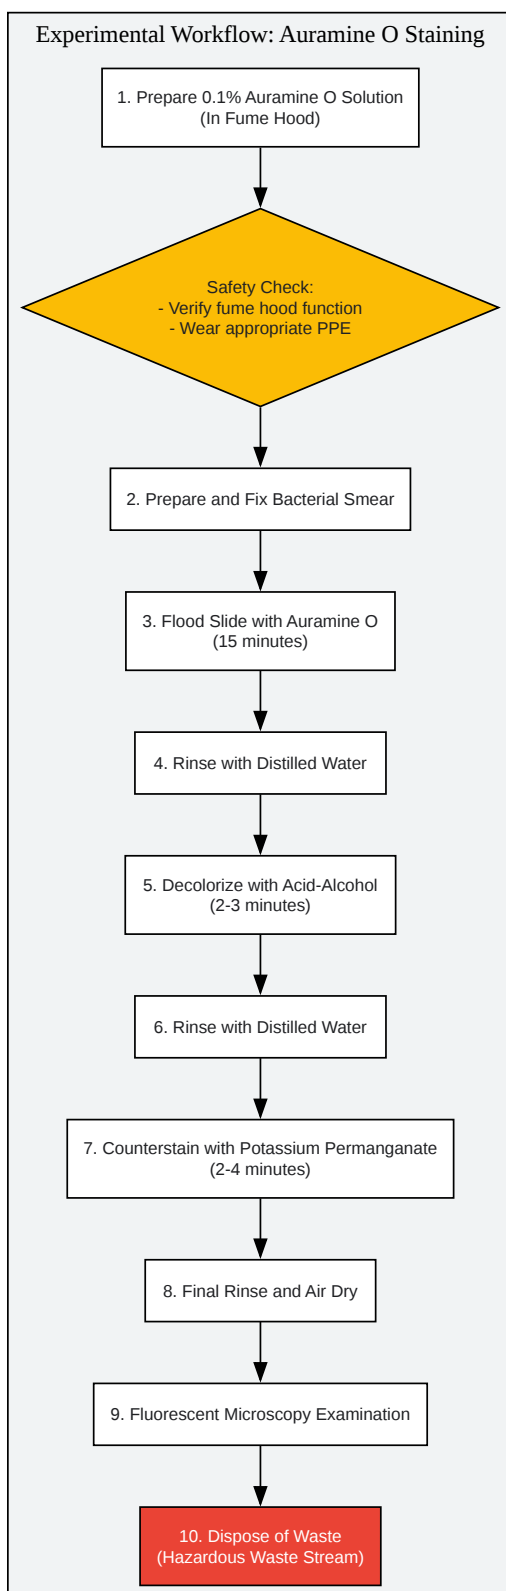 Experimental Workflow: Auramine O Staining
1. Prepare 0.1% Auramine O Solution
(In Fume Hood)
Safety Check:
- Verify fume hood function
- Wear appropriate PPE
2. Prepare and Fix Bacterial Smear
3. Flood Slide with Auramine O
(15 minutes)
4. Rinse with Distilled Water
5. Decolorize with Acid-Alcohol
(2-3 minutes)
6. Rinse with Distilled Water
7. Counterstain with Potassium Permanganate
(2-4 minutes)
8. Final Rinse and Air Dry
9. Fluorescent Microscopy Examination
10. Dispose of Waste
(Hazardous Waste Stream)